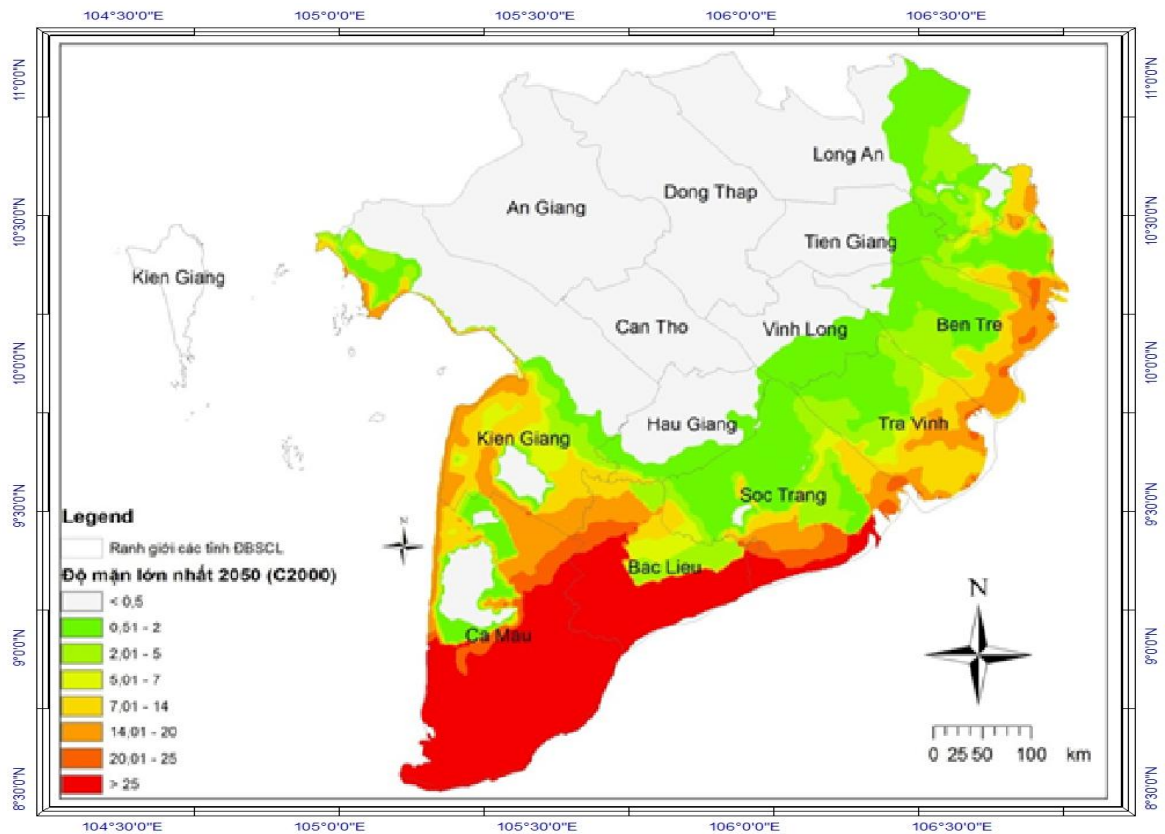 104°30'0"E 105°0'0"E 105°30'0"E 106°0'0"E 106°30'0"E
11°0'0"N
10°30'0"N
10°0'0"N
9°30'0"N
9°0'0"N
8°30'0"N
11°0'0"N
10°30'0"N
10°0'0"N
9°30'0"N
9°0'0"N
8°30'0"N
Long An
Dong Thap
An Giang
Tien Giang
Kien Giang
Can Tho
Vinh Long
Ben Tre
Hau Giang
Tra Vinh
Kien Giang
Soc Trang
Bac Lieu
Ca Mau
Legend
Ranh giới các tỉnh ĐBSCL
Độ mặn lớn nhất 2050 (C2000)
< 0,5
0,51 - 2
2,01 - 5
5,01 - 7
7,01 - 14
14,01 - 20
20,01 - 25
> 25
N
N
0 25 50 100 km
104°30'0"E 105°0'0"E 105°30'0"E 106°0'0"E 106°30'0"E